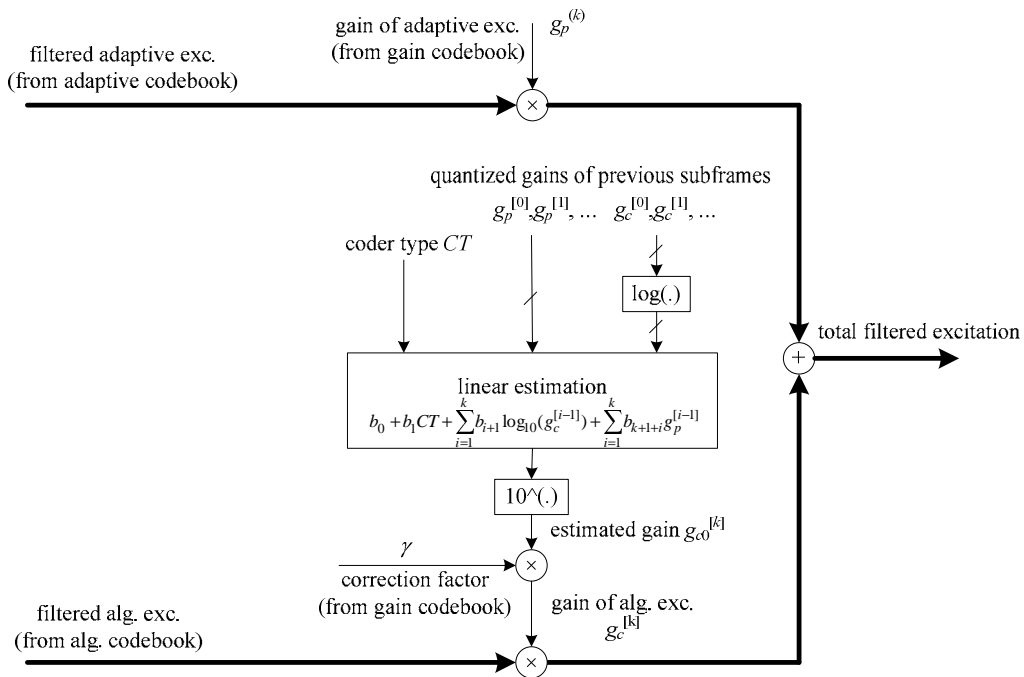 gain of adaptive exc.
(from gain codebook)
g_p^(k)
filtered adaptive exc.
(from adaptive codebook)
×
quantized gains of previous subframes
g_p^[0],g_p^[1], ... g_c^[0],g_c^[1], ...
coder type CT
log(.)
total filtered excitation
+
linear estimation
b_0 + b_1CT + ∑_{i=1}^{k} b_{i+1} log_10(g_c^[i−1]) + ∑_{i=1}^{k} b_{k+1+i} g_p^[i−1]
10^(.)
estimated gain g_c0^[k]
γ
×
correction factor
(from gain codebook)
gain of alg. exc.
g_c^[k]
filtered alg. exc.
(from alg. codebook)
×